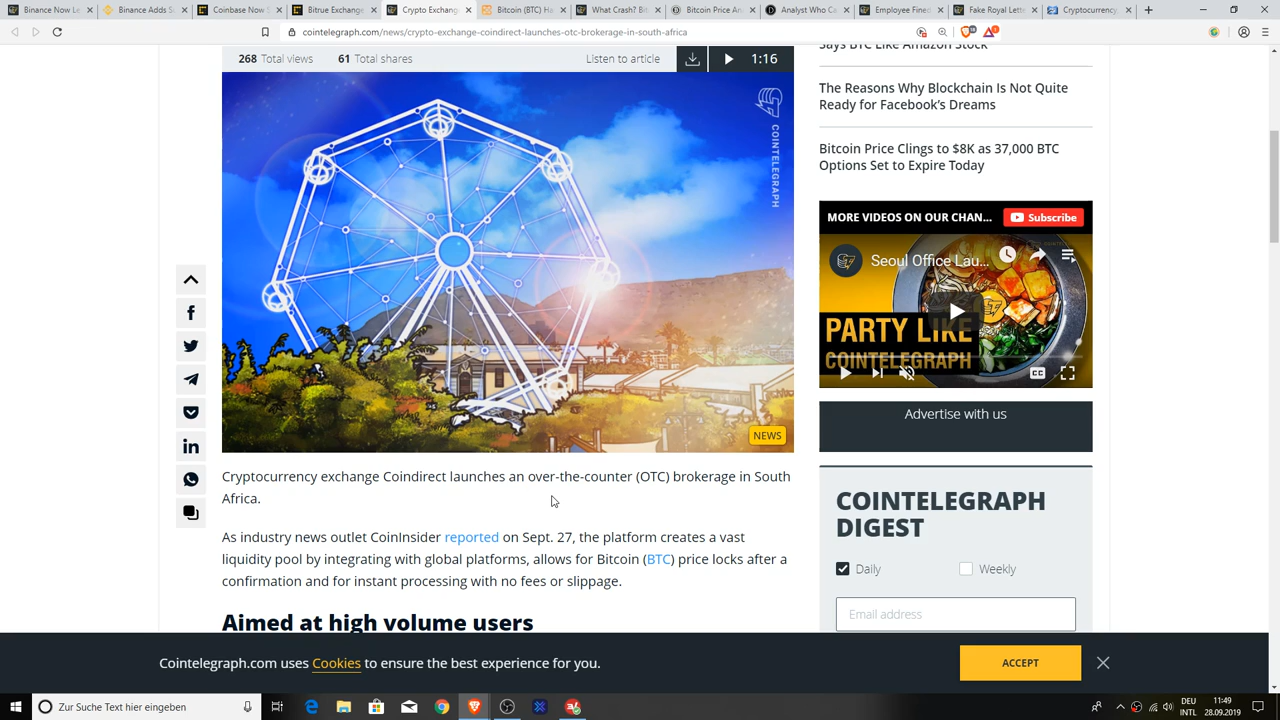 Binance Now Le
Binance Adds S
Coinbase Now
Bitrue Exchange
Crypto Exchange
Bitcoin (BTC) Ha
What Crash? Bit
Bitcoin Price An
Analyst Who Ca
Employee Fined
Fake Royal Lette
Cryptocurrency
cointelegraph.com/news/crypto-exchange-coindirect-launches-otc-brokerage-in-south-africa
268 Total views
61 Total shares
Listen to article
1:16
COINTELEGRAPH
NEWS
Cryptocurrency exchange Coindirect launches an over-the-counter (OTC) brokerage in South
Africa.
As industry news outlet CoinInsider reported on Sept. 27, the platform creates a vast
liquidity pool by integrating with global platforms, allows for Bitcoin (BTC) price locks after a
confirmation and for instant processing with no fees or slippage.
Aimed at high volume users
Says BTC Like Amazon Stock
The Reasons Why Blockchain Is Not Quite
Ready for Facebook's Dreams
Bitcoin Price Clings to $8K as 37,000 BTC
Options Set to Expire Today
MORE VIDEOS ON OUR CHAN...
Subscribe
Seoul Office Lau...
PARTY LIKE
COINTELEGRAPH
CC
Advertise with us
COINTELEGRAPH
DIGEST
Daily
Weekly
Email address
Cointelegraph.com uses Cookies to ensure the best experience for you.
ACCEPT
Zur Suche Text hier eingeben
DEU
INTL
11:49
28.09.2019